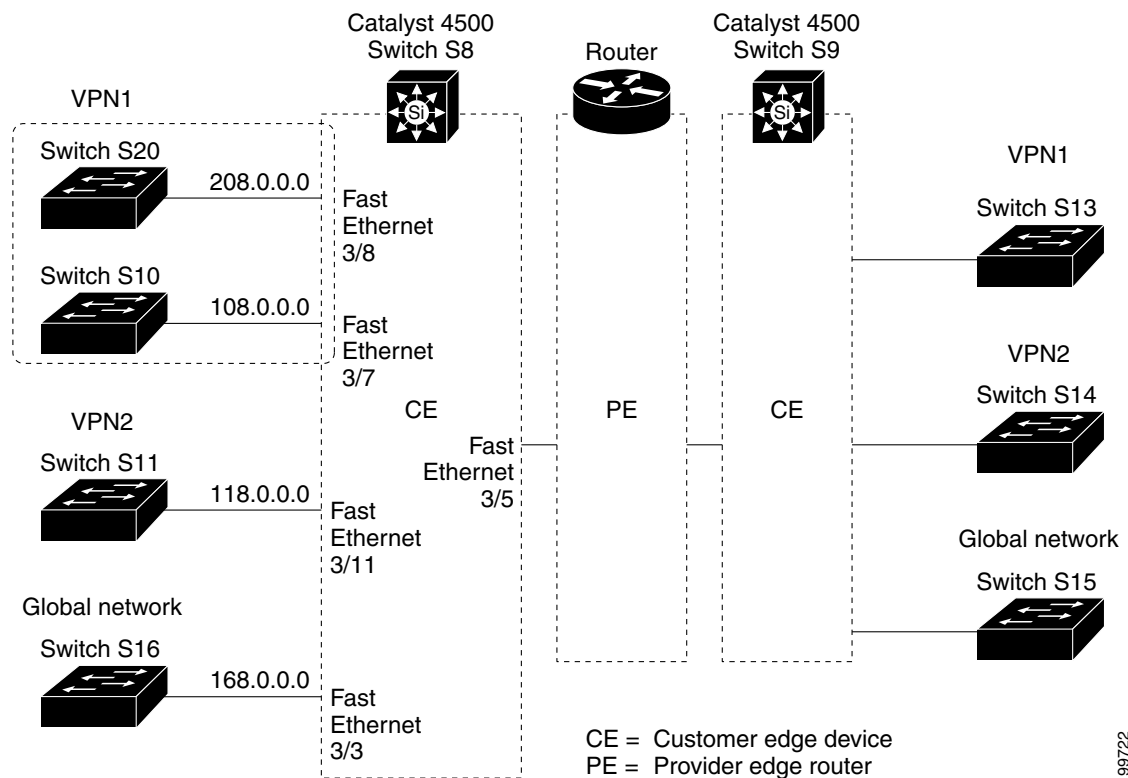 Catalyst 4500
Switch S8
Si
Router
Catalyst 4500
Switch S9
Si
VPN1
Switch S20
208.0.0.0
Fast
Ethernet
3/8
Switch S10
108.0.0.0
Fast
Ethernet
3/7
VPN2
Switch S11
118.0.0.0
Fast
Ethernet
3/11
Global network
Switch S16
168.0.0.0
Fast
Ethernet
3/3
CE
Fast
Ethernet
3/5
PE
CE
VPN1
Switch S13
VPN2
Switch S14
Global network
Switch S15
CE = Customer edge device
PE = Provider edge router
99722